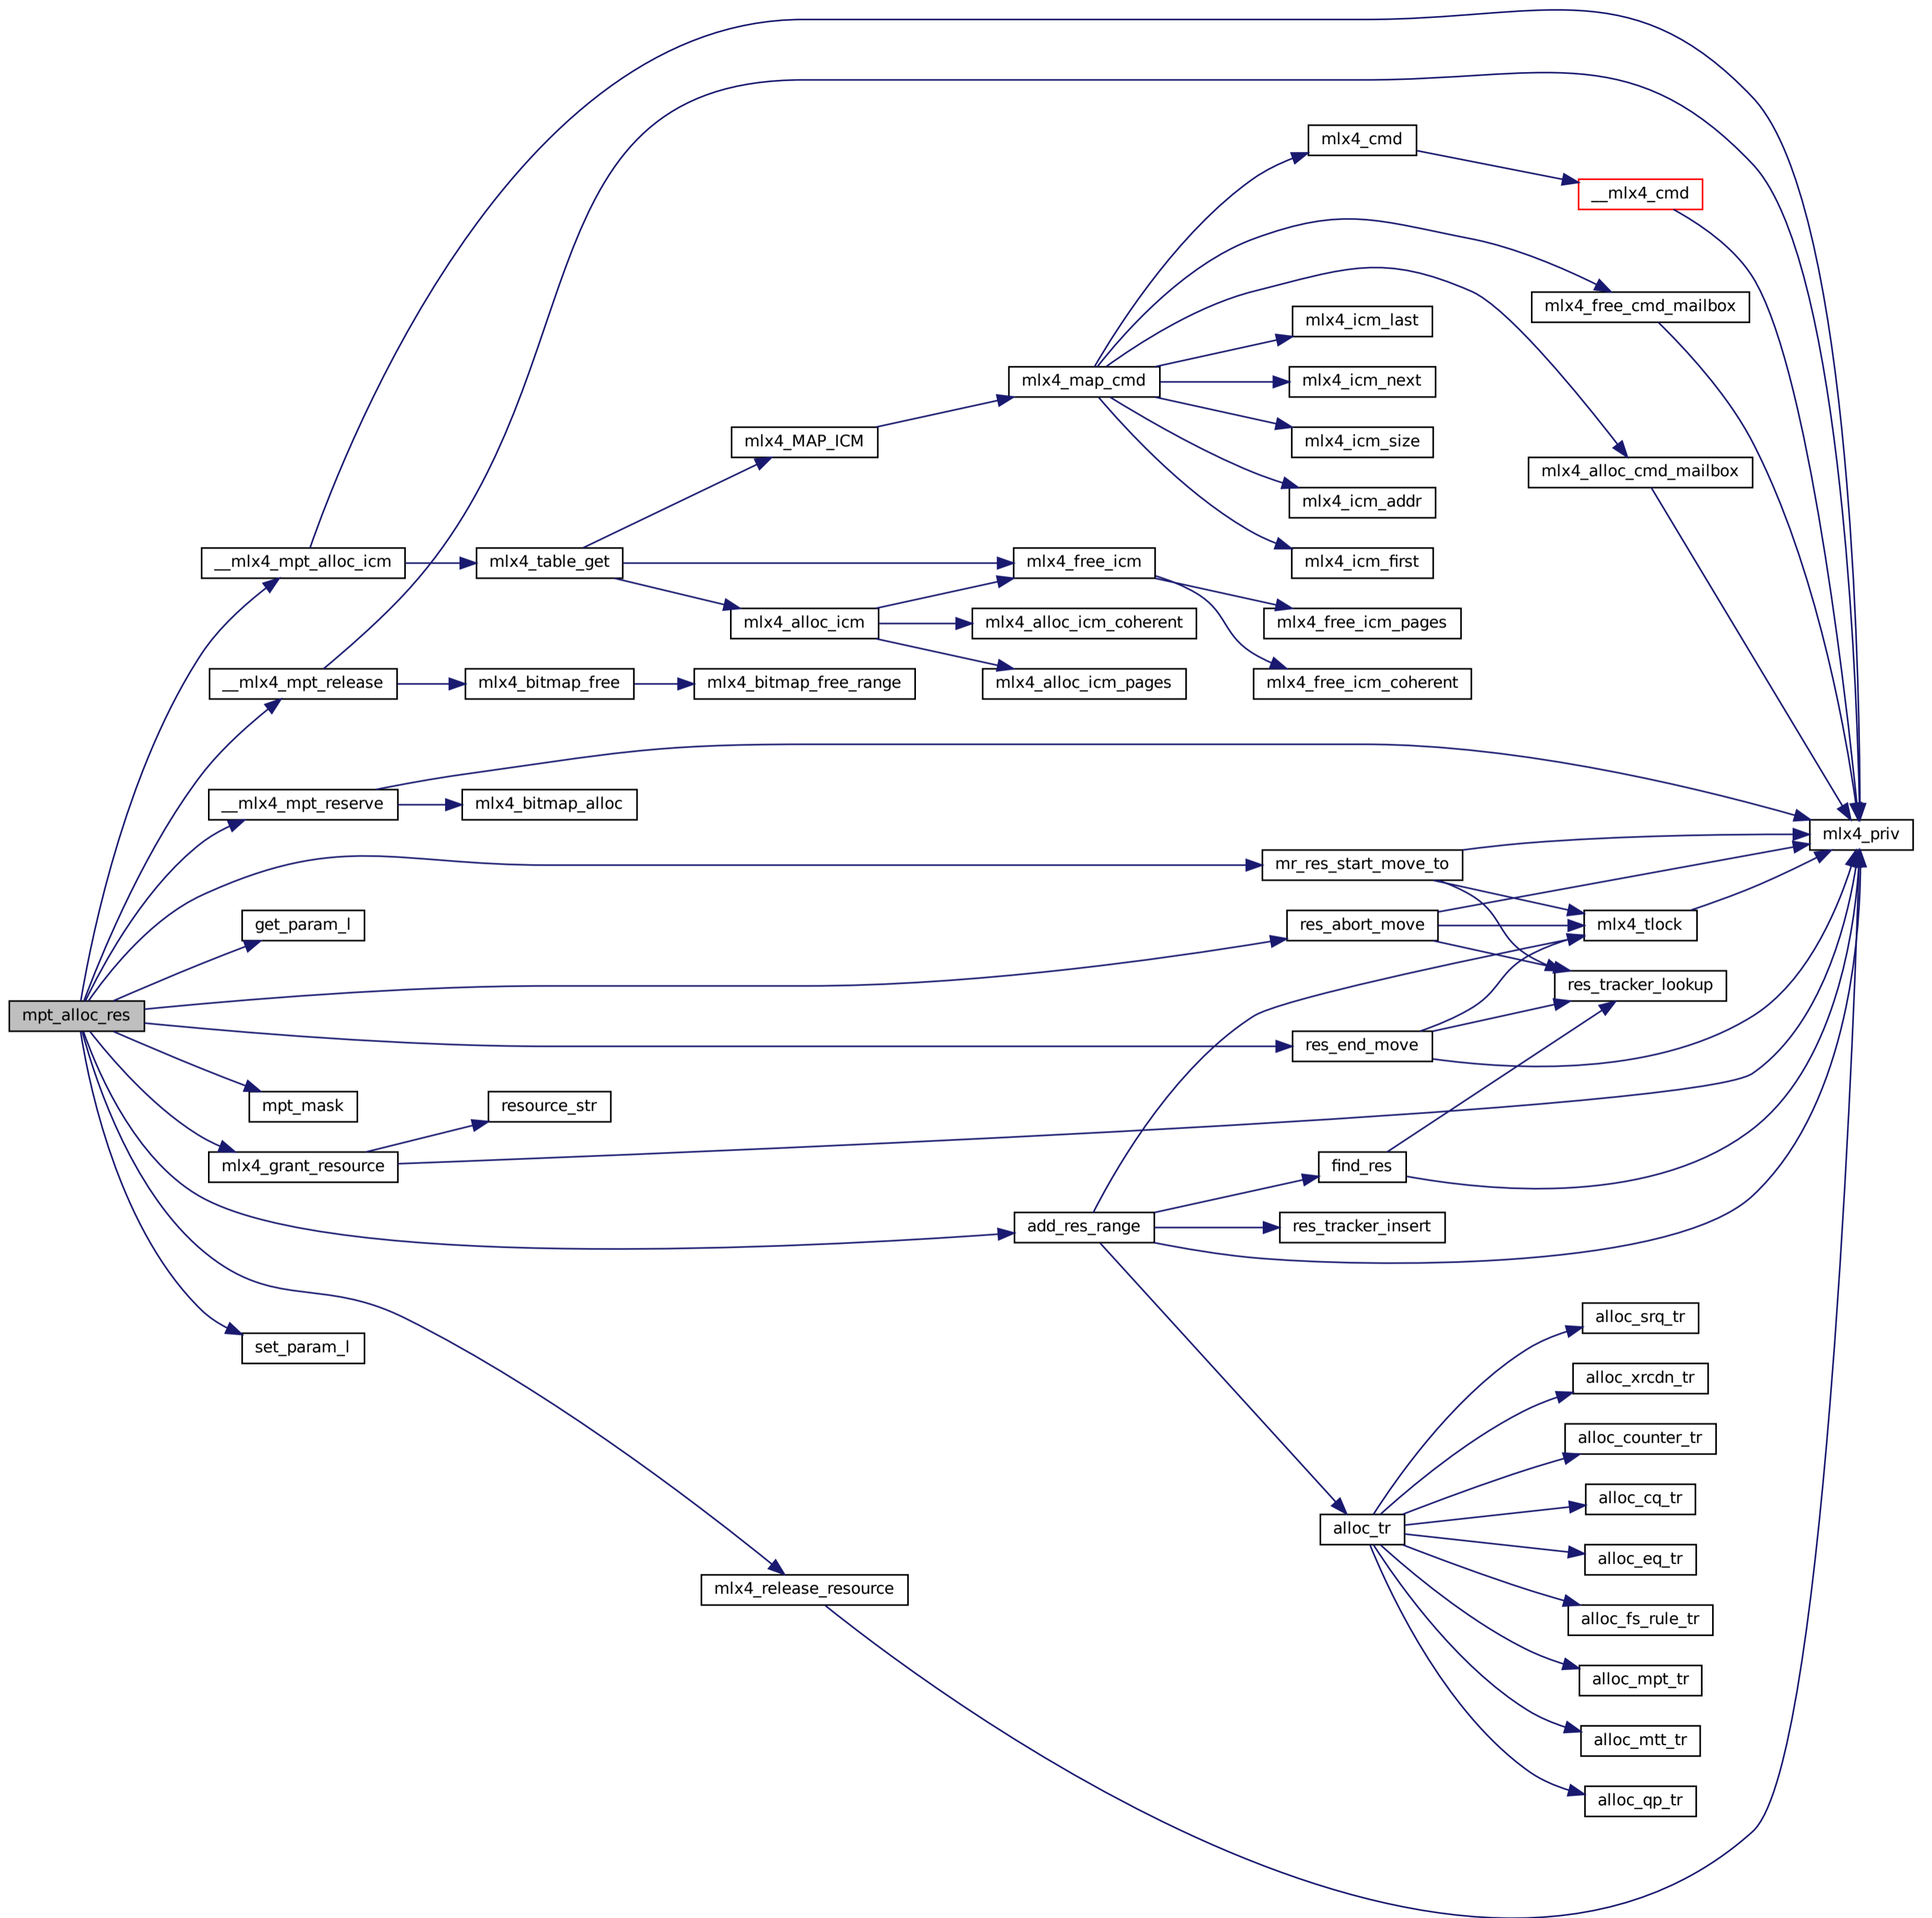 mlx4_cmd
__mlx4_cmd
mlx4_free_cmd_mailbox
mlx4_icm_last
mlx4_map_cmd
mlx4_icm_next
mlx4_MAP_ICM
mlx4_icm_size
mlx4_alloc_cmd_mailbox
mlx4_icm_addr
__mlx4_mpt_alloc_icm
mlx4_table_get
mlx4_free_icm
mlx4_icm_first
mlx4_alloc_icm
mlx4_alloc_icm_coherent
mlx4_free_icm_pages
__mlx4_mpt_release
mlx4_bitmap_free
mlx4_bitmap_free_range
mlx4_alloc_icm_pages
mlx4_free_icm_coherent
__mlx4_mpt_reserve
mlx4_bitmap_alloc
mlx4_priv
mr_res_start_move_to
get_param_l
res_abort_move
mlx4_tlock
res_tracker_lookup
mpt_alloc_res
res_end_move
mpt_mask
resource_str
mlx4_grant_resource
find_res
add_res_range
res_tracker_insert
alloc_srq_tr
set_param_l
alloc_xrcdn_tr
alloc_counter_tr
alloc_cq_tr
alloc_tr
alloc_eq_tr
mlx4_release_resource
alloc_fs_rule_tr
alloc_mpt_tr
alloc_mtt_tr
alloc_qp_tr